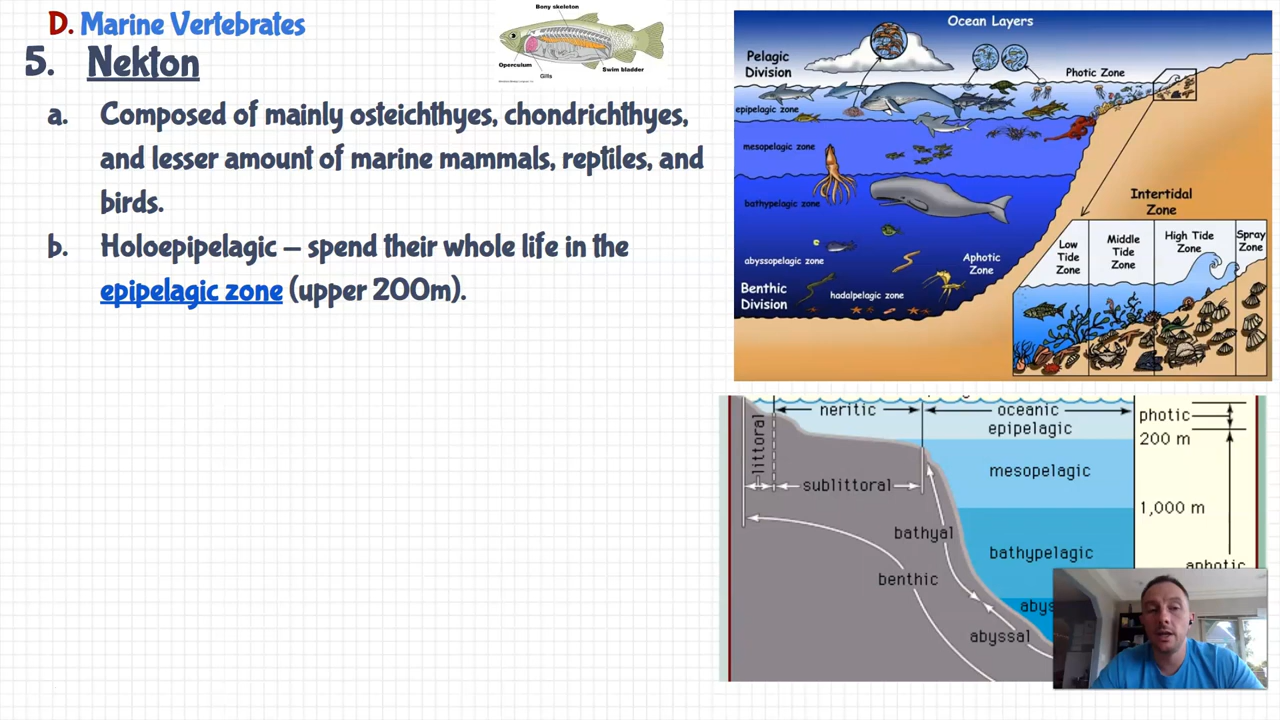 D. Marine Vertebrates
5. Nekton
a. Composed of mainly osteichthyes, chondrichthyes,
and lesser amount of marine mammals, reptiles, and
birds.
b. Holoepipelagic – spend their whole life in the
epipelagic zone (upper 200m).
Bony skeleton
Operculum
Gills
Swim bladder
Ocean Layers
Pelagic
Division
Photic Zone
epipelagic zone
mesopelagic zone
bathypelagic zone
abyssopelagic zone
Aphotic
Zone
Benthic
Division
hadalpelagic zone
Intertidal
Zone
Low
Tide
Zone
Middle
Tide
Zone
High Tide
Zone
Spray
Zone
neritic
oceanic
photic
epipelagic
200 m
littoral
mesopelagic
sublittoral
1,000 m
bathyal
bathypelagic
aphotic
benthic
abys
abyssal